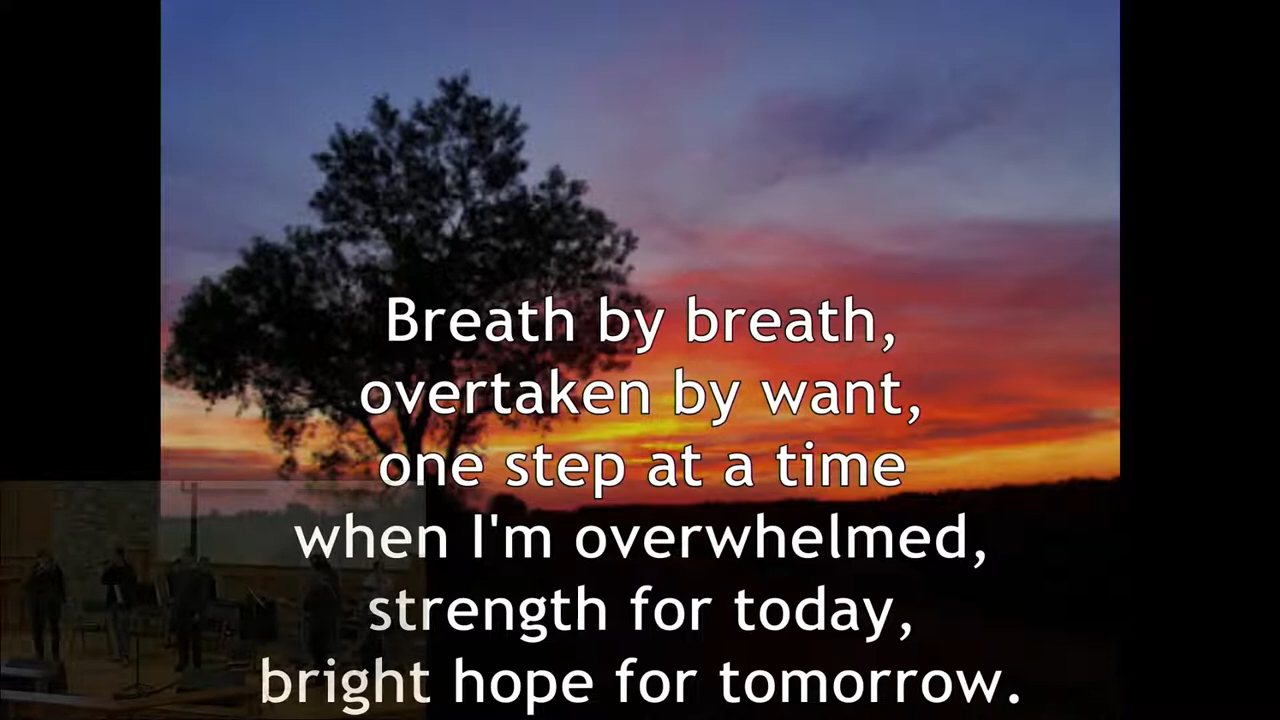 Breath by breath,
overtaken by want,
one step at a time
when I'm overwhelmed,
strength for today,
bright hope for tomorrow.